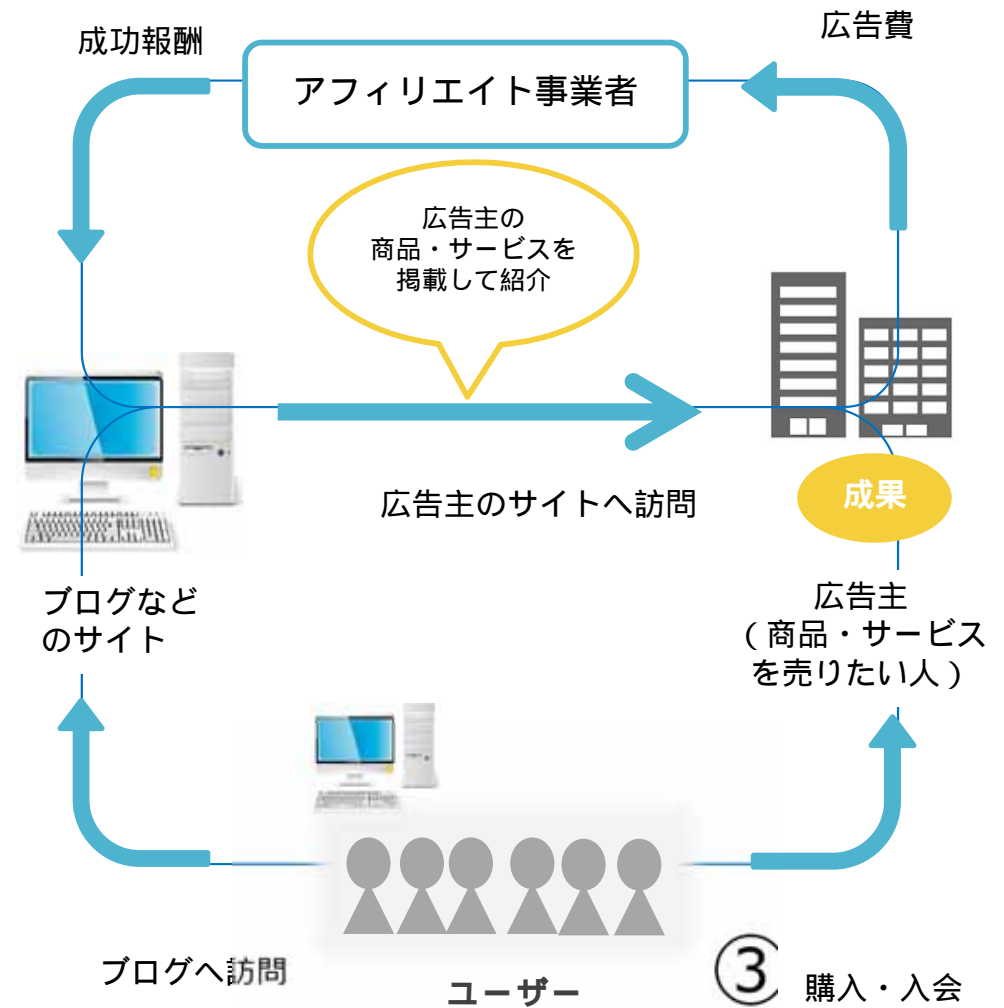 成功報酬
広告費
アフィリエイト事業者
広告主の
商品・サービスを
掲載して紹介
広告主のサイトへ訪問
成果
ブログなど
のサイト
広告主
（商品・サービス
を売りたい人）
ブログへ訪問
ユーザー
③ 購入・入会